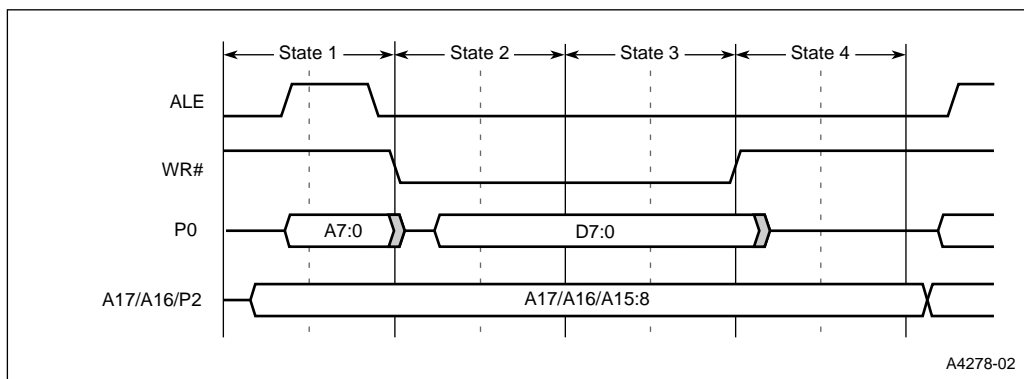 State 1 State 2 State 3 State 4
ALE
WR#
P0 A7:0 D7:0
A17/A16/P2 A17/A16/A15:8
A4278-02